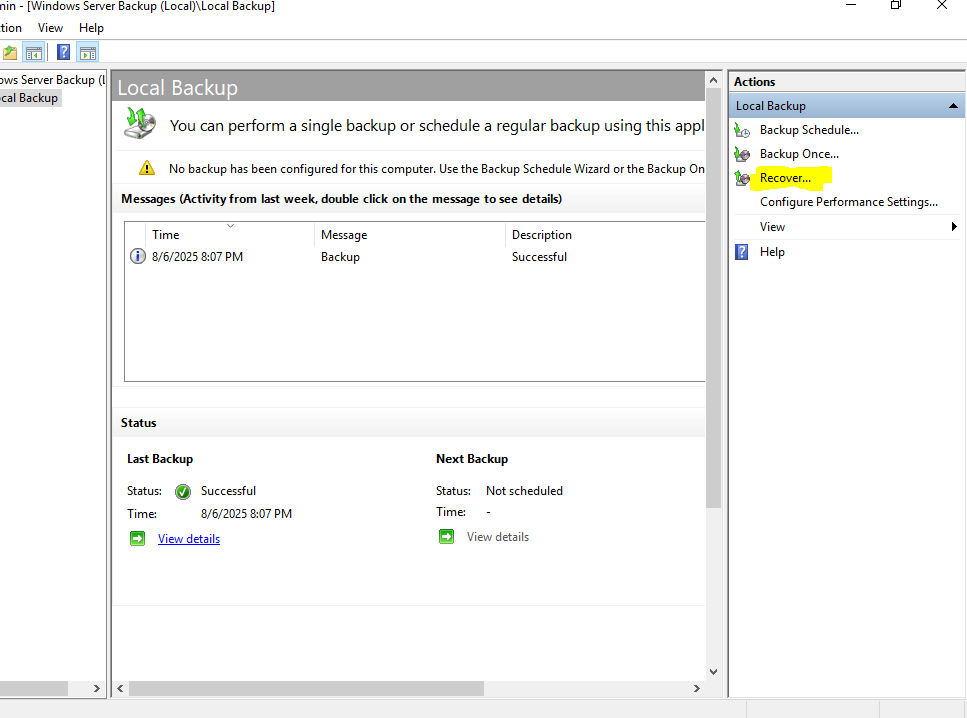 min - [Windows Server Backup (Local)\Local Backup]
ction View Help
ows Server Backup (L
cal Backup
Local Backup
You can perform a single backup or schedule a regular backup using this appl
No backup has been configured for this computer. Use the Backup Schedule Wizard or the Backup On
Messages (Activity from last week, double click on the message to see details)
Time Message Description
8/6/2025 8:07 PM Backup Successful
Status
Last Backup Next Backup
Status: Successful Status: Not scheduled
Time: 8/6/2025 8:07 PM Time: -
View details View details
Actions
Local Backup
Backup Schedule...
Backup Once...
Recover...
Configure Performance Settings...
View
Help